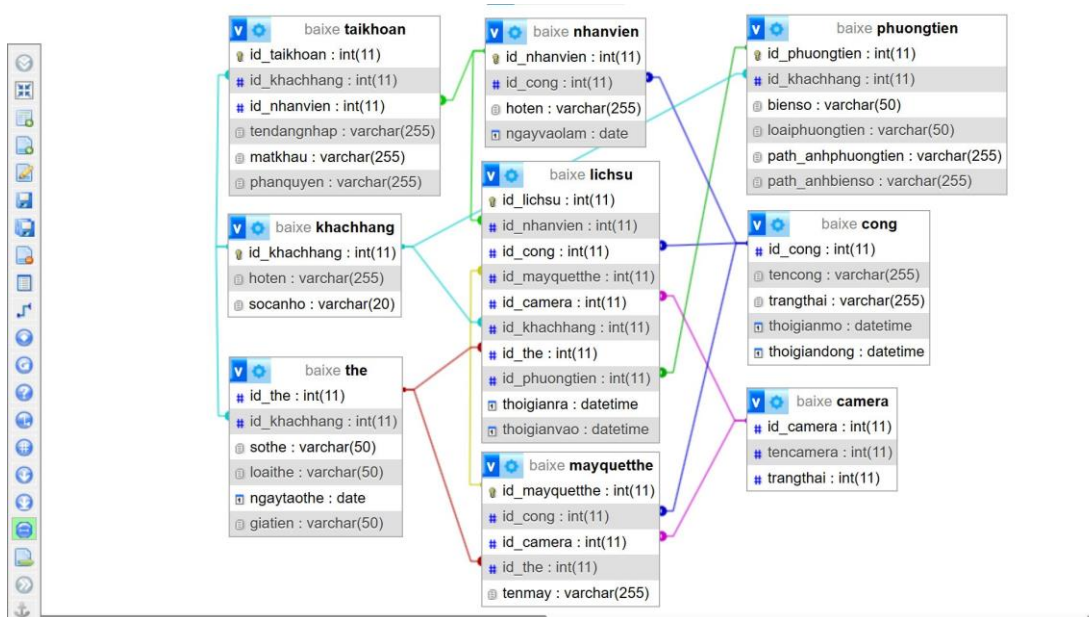 baixe taikhoan
id_taikhoan : int(11)
id_khachhang : int(11)
id_nhanvien : int(11)
tendangnhap : varchar(255)
matkhau : varchar(255)
phanquyen : varchar(255)
baixe nhanvien
id_nhanvien : int(11)
id_cong : int(11)
hoten : varchar(255)
ngayvaolam : date
baixe phuongtien
id_phuongtien : int(11)
id_khachhang : int(11)
bienso : varchar(50)
loaiphuongtien : varchar(50)
path_anhphuongtien : varchar(255)
path_anhbienso : varchar(255)
baixe khachhang
id_khachhang : int(11)
hoten : varchar(255)
socanho : varchar(20)
baixe lichsu
id_lichsu : int(11)
id_nhanvien : int(11)
id_cong : int(11)
id_mayquetthe : int(11)
id_camera : int(11)
id_khachhang : int(11)
id_the : int(11)
id_phuongtien : int(11)
thoigianra : datetime
thoigianvao : datetime
baixe cong
id_cong : int(11)
tencong : varchar(255)
trangthai : varchar(255)
thoigianmo : datetime
thoigiandong : datetime
baixe the
id_the : int(11)
id_khachhang : int(11)
sothe : varchar(50)
loaithe : varchar(50)
ngaytaothe : date
giatien : varchar(50)
baixe mayquetthe
id_mayquetthe : int(11)
id_cong : int(11)
id_camera : int(11)
id_the : int(11)
tenmay : varchar(255)
baixe camera
id_camera : int(11)
tencamera : int(11)
trangthai : int(11)